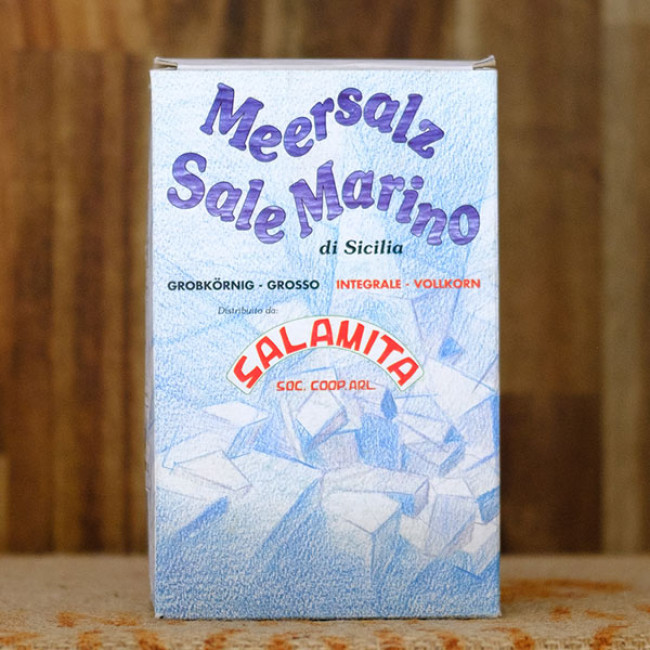 Meersalz
Sale Marino
di Sicilia
GROBKÖRNIG - GROSSO INTEGRALE - VOLLKORN
Distribuito da:
SALAMITA
SOC. COOP. ARL.